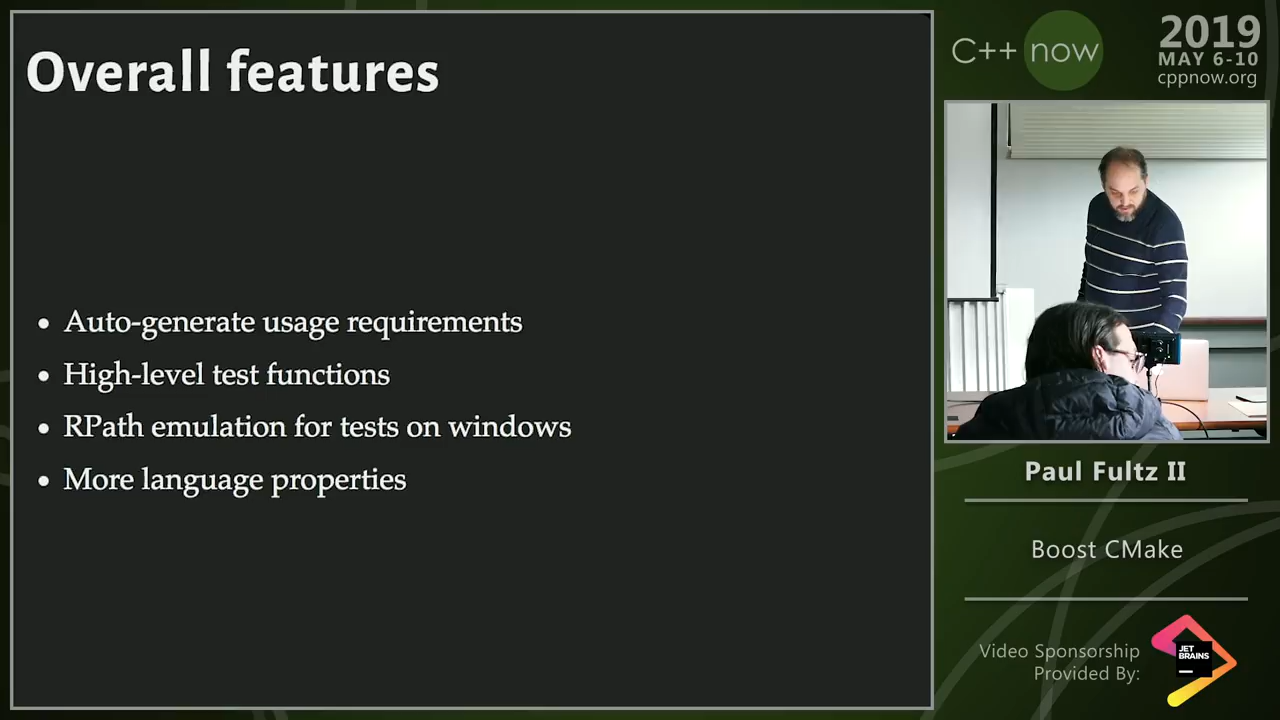 Overall features
Auto-generate usage requirements
High-level test functions
RPath emulation for tests on windows
More language properties
C++ now
2019
MAY 6-10
cppnow.org
Paul Fultz II
Boost CMake
Video Sponsorship
Provided By:
JET
BRAINS